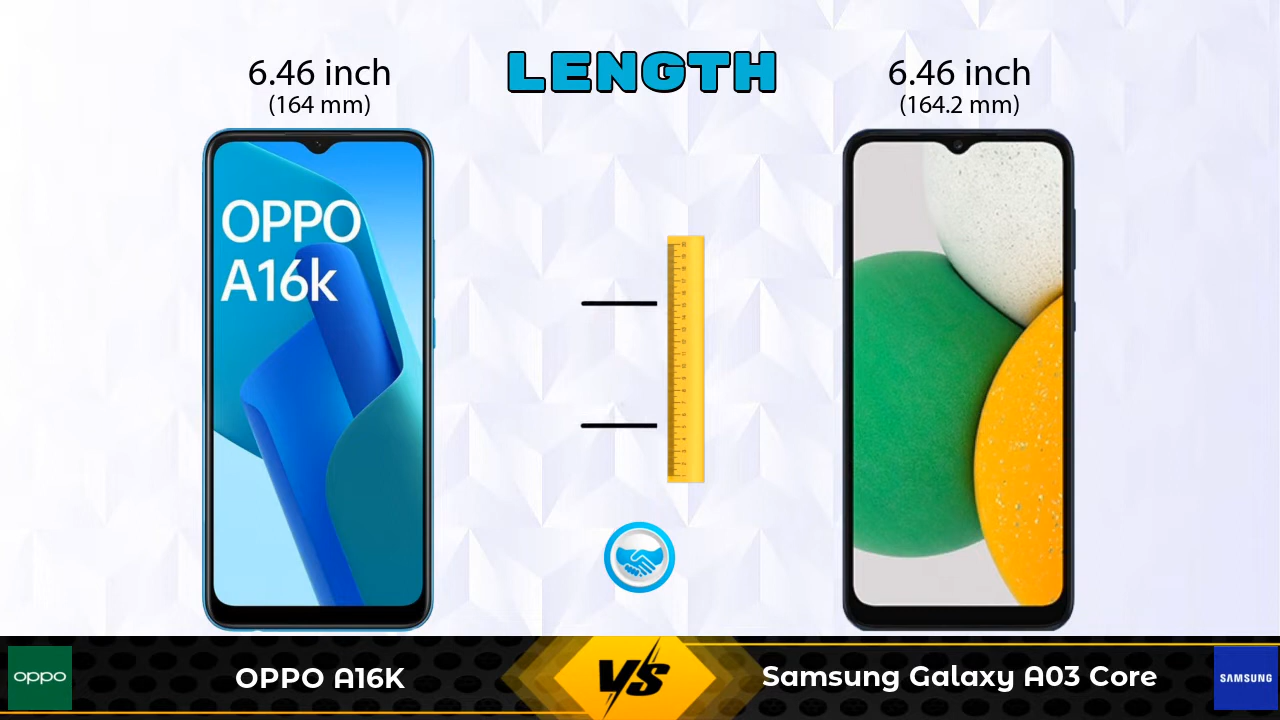 LENGTH
6.46 inch
(164 mm)
6.46 inch
(164.2 mm)
OPPO
A16k
oppo
OPPO A16K
VS
Samsung Galaxy A03 Core
SAMSUNG